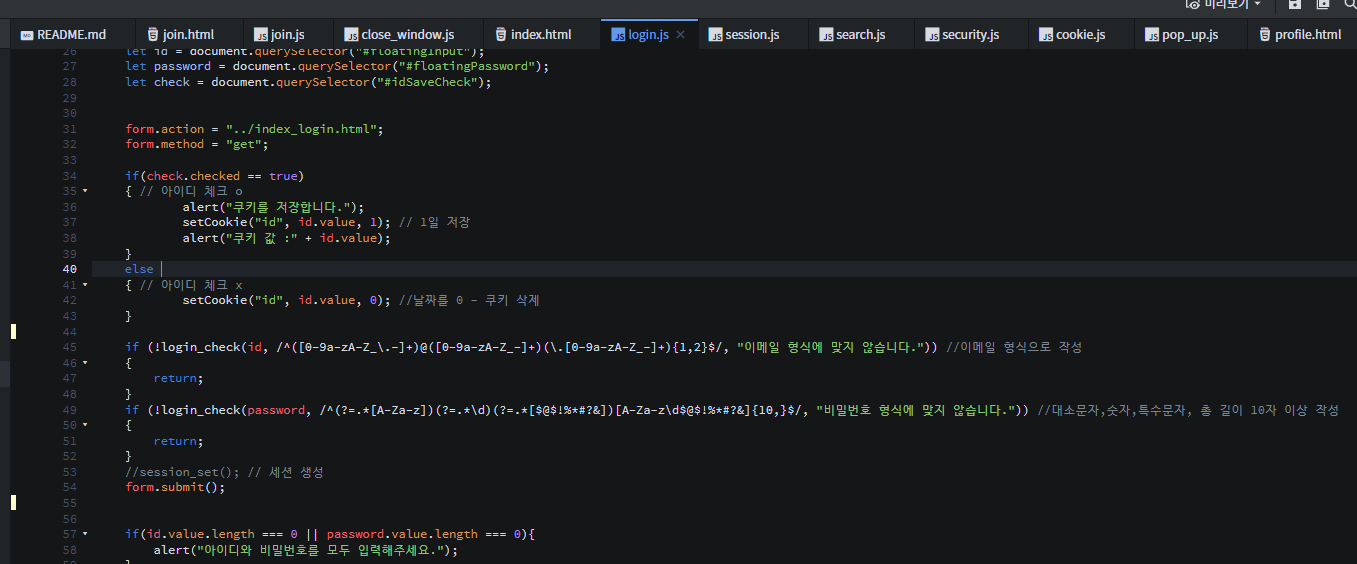 미리보기
README.md join.html join.js close_window.js index.html login.js session.js search.js security.js cookie.js pop_up.js profile.html
26 let id = document.querySelector("#floatingInput");
27 let password = document.querySelector("#floatingPassword");
28 let check = document.querySelector("#idSaveCheck");
29
30
31 form.action = "../index_login.html";
32 form.method = "get";
33
34 if(check.checked == true)
35 { // 아이디 체크 o
36 alert("쿠키를 저장합니다.");
37 setCookie("id", id.value, 1); // 1일 저장
38 alert("쿠키 값 :" + id.value);
39 }
40 else
41 { // 아이디 체크 x
42 setCookie("id", id.value, 0); //날짜를 0 - 쿠키 삭제
43 }
44
45 if (!login_check(id, /^([0-9a-zA-Z_\.-]+)@([0-9a-zA-Z_-]+)(\.[0-9a-zA-Z_-]+){1,2}$/, "이메일 형식에 맞지 않습니다.")) //이메일 형식으로 작성
46 {
47 return;
48 }
49 if (!login_check(password, /^(?=.*[A-Za-z])(?=.*\d)(?=.*[$@$!%*#?&])[A-Za-z\d$@$!%*#?&]{10,}$/, "비밀번호 형식에 맞지 않습니다.")) //대소문자,숫자,특수문자, 총 길이 10자 이상 작성
50 {
51 return;
52 }
53 //session_set(); // 세션 생성
54 form.submit();
55
56
57 if(id.value.length === 0 || password.value.length === 0){
58 alert("아이디와 비밀번호를 모두 입력해주세요.");